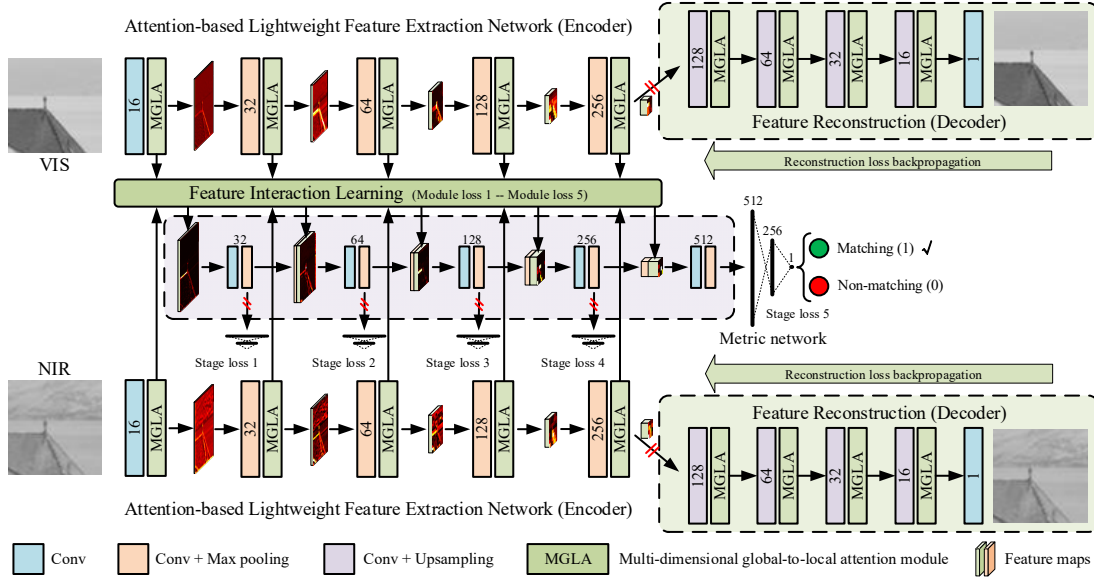 Attention-based Lightweight Feature Extraction Network (Encoder)
16
MGLA
32
MGLA
64
MGLA
128
MGLA
256
MGLA
128
MGLA
64
MGLA
32
MGLA
16
MGLA
1
Feature Reconstruction (Decoder)
VIS
Reconstruction loss backpropagation
Feature Interaction Learning (Module loss 1 -- Module loss 5)
32
64
128
256
512
512
256
1
Matching (1) √
Non-matching (0)
Stage loss 5
Metric network
Stage loss 1
Stage loss 2
Stage loss 3
Stage loss 4
NIR
Reconstruction loss backpropagation
Feature Reconstruction (Decoder)
16
MGLA
32
MGLA
64
MGLA
128
MGLA
256
MGLA
128
MGLA
64
MGLA
32
MGLA
16
MGLA
1
Attention-based Lightweight Feature Extraction Network (Encoder)
Conv
Conv + Max pooling
Conv + Upsampling
MGLA
Multi-dimensional global-to-local attention module
Feature maps